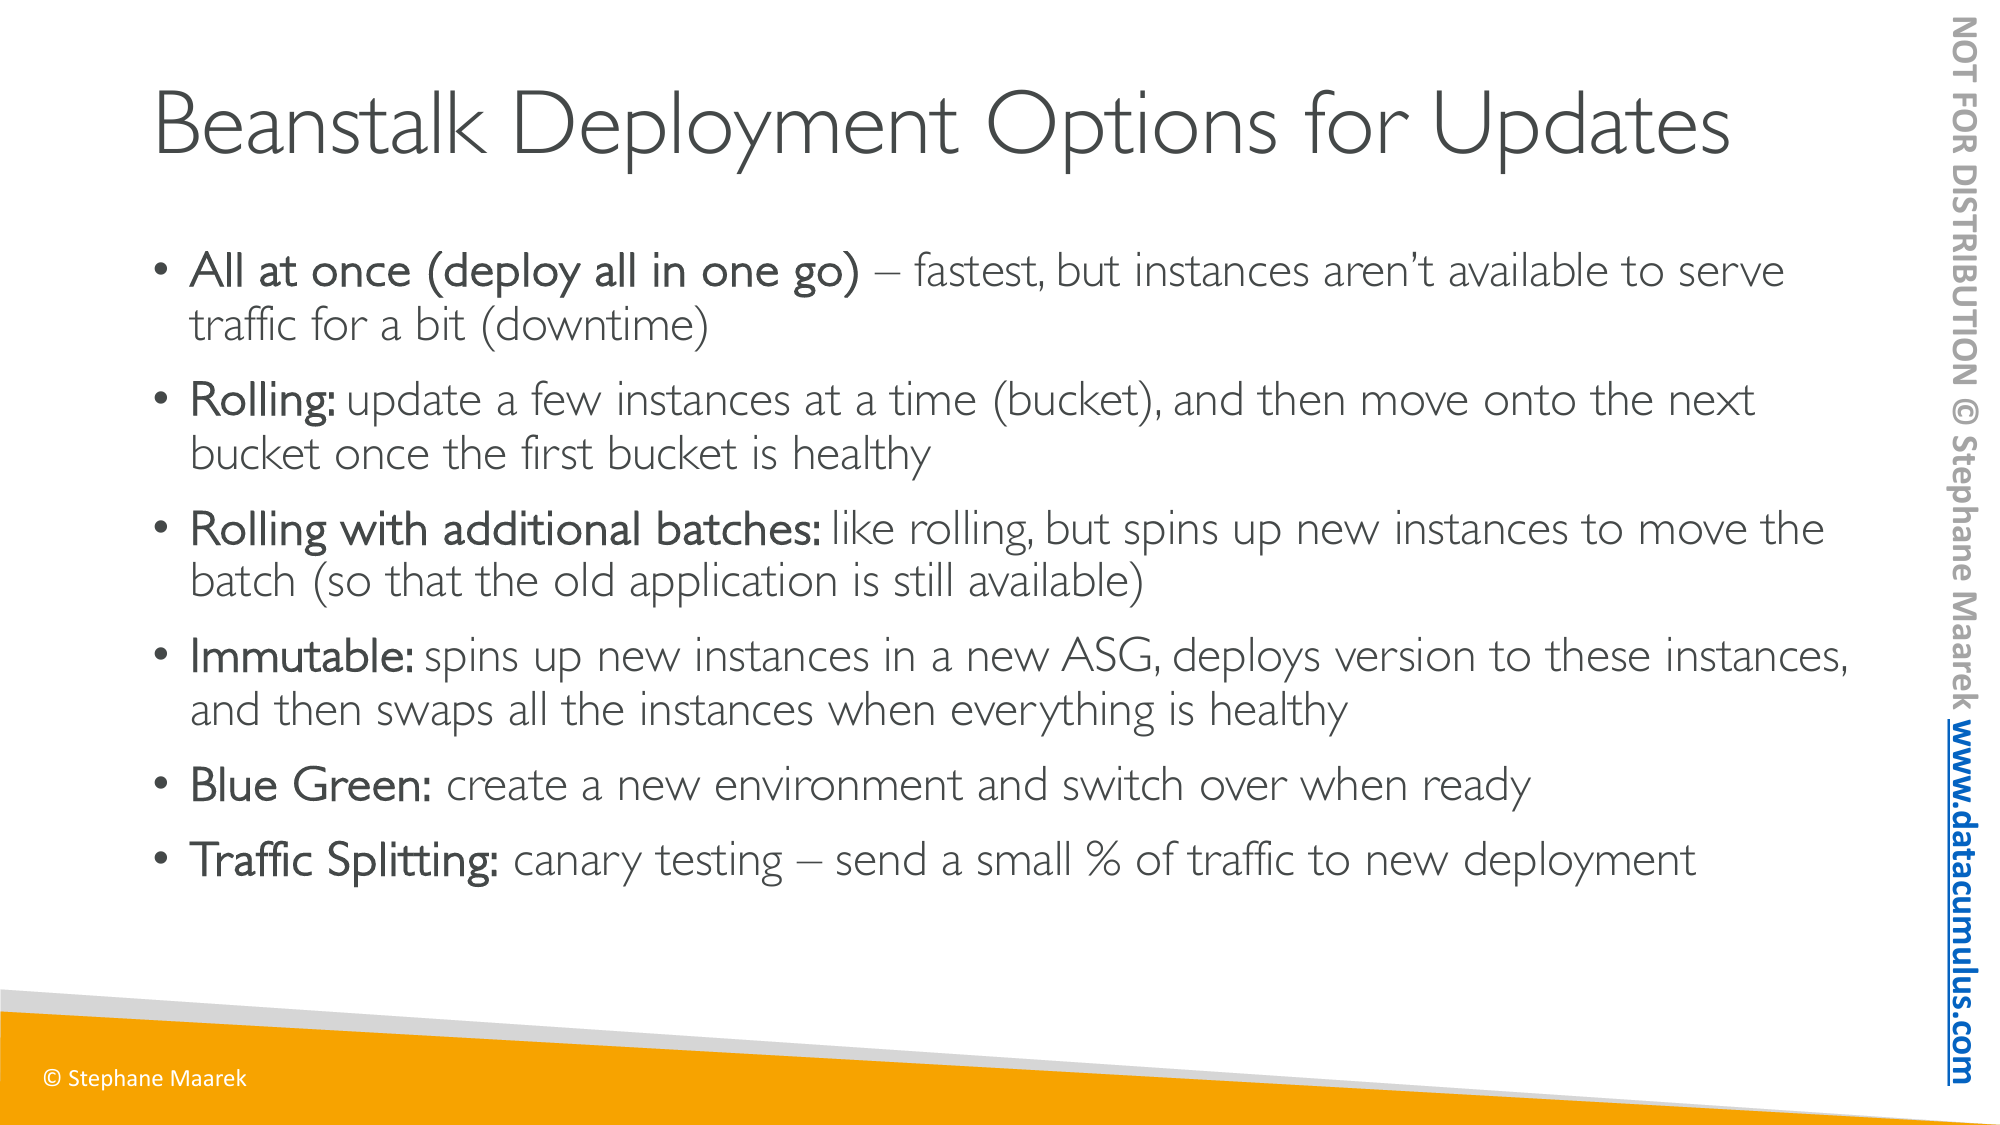 Beanstalk Deployment Options for Updates
• All at once (deploy all in one go) – fastest, but instances aren’t available to serve
traffic for a bit (downtime)
• Rolling: update a few instances at a time (bucket), and then move onto the next
bucket once the first bucket is healthy
• Rolling with additional batches: like rolling, but spins up new instances to move the
batch (so that the old application is still available)
• Immutable: spins up new instances in a new ASG, deploys version to these instances,
and then swaps all the instances when everything is healthy
• Blue Green: create a new environment and switch over when ready
• Traffic Splitting: canary testing – send a small % of traffic to new deployment
© Stephane Maarek
NOT FOR DISTRIBUTION © Stephane Maarek www.datacumulus.com